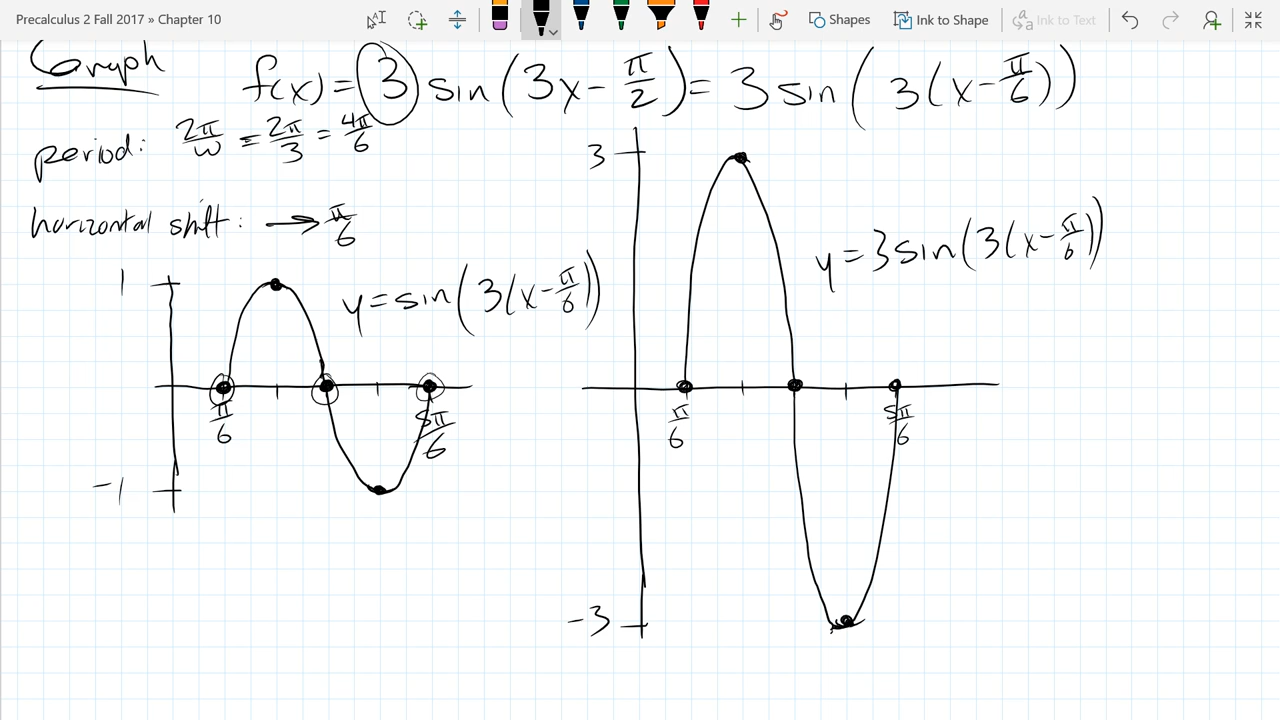 Precalculus 2 Fall 2017 » Chapter 10
Shapes
Ink to Shape
Ink to Text
Graph
f(x) = 3 sin(3x - π/2) = 3 sin(3(x - π/6))
period: 2π/ω = 2π/3 = 4π/6
horizontal shift: → π/6
1
y = sin(3(x - π/6))
π/6
5π/6
-1
3
y = 3 sin(3(x - π/6))
π/6
5π/6
-3